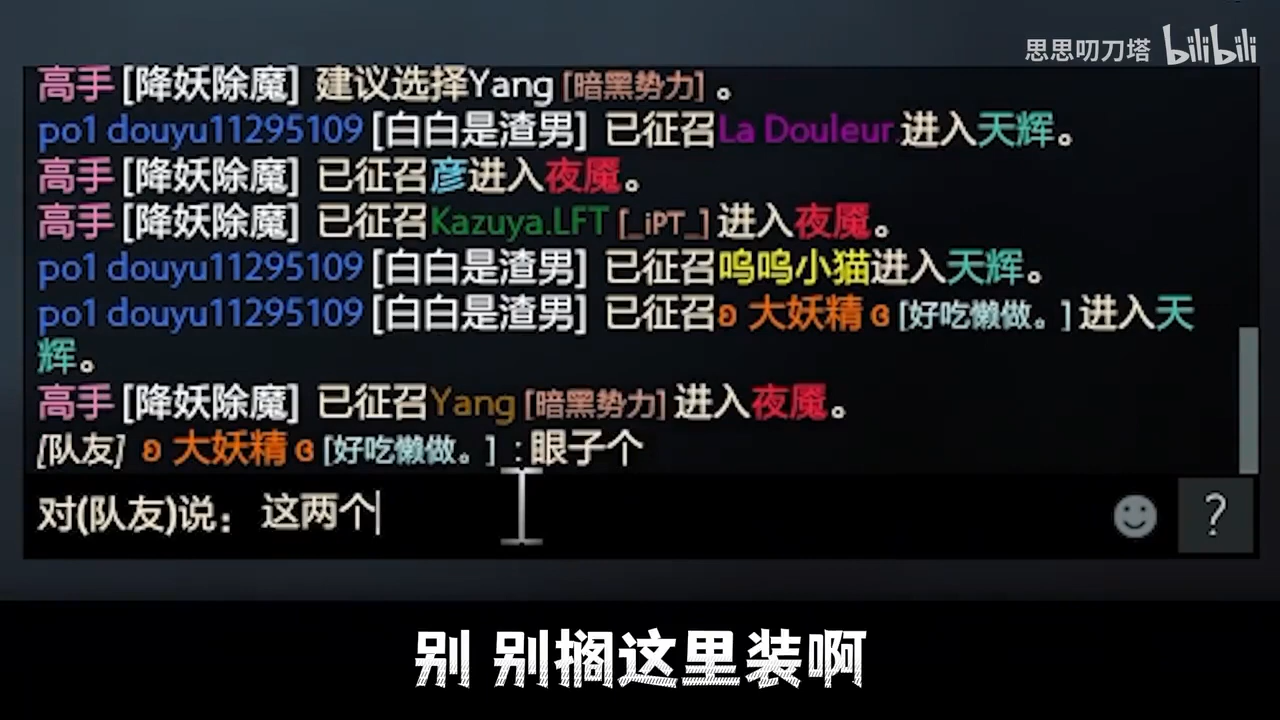 思思叨刀塔 bilibili
高手 [降妖除魔] 建议选择Yang [暗黑势力] 。
po1 douyu11295109 [白白是渣男] 已征召La Douleur 进入天辉。
高手 [降妖除魔] 已征召彦进入夜魇。
高手 [降妖除魔] 已征召Kazuya.LFT [_iPT_] 进入夜魇。
po1 douyu11295109 [白白是渣男] 已征召呜呜小猫进入天辉。
po1 douyu11295109 [白白是渣男] 已征召ʚ 大妖精 ɞ [好吃懒做。] 进入天
辉。
高手 [降妖除魔] 已征召Yang [暗黑势力] 进入夜魇。
[队友] ʚ 大妖精 ɞ [好吃懒做。] : 眼子个
对(队友)说： 这两个
?
别 别搁这里装啊